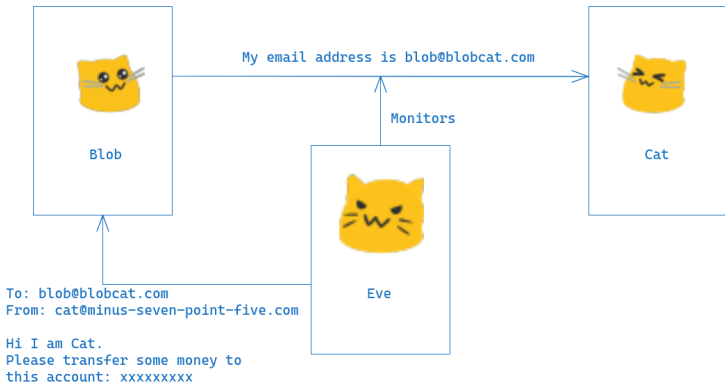 My email address is blob@blobcat.com
Monitors
Blob
Cat
Eve
To: blob@blobcat.com
From: cat@minus-seven-point-five.com
Hi I am Cat.
Please transfer some money to
this account: xxxxxxxxx